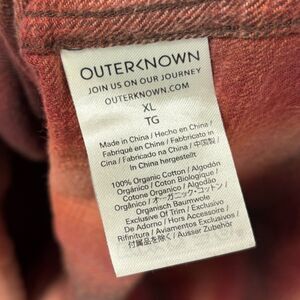 OUTERKNOWN
JOIN US ON OUR JOURNEY
OUTERKNOWN.COM
XL
TG
Made in China / Hecho en China /
Fabriqué en Chine / Fabbricato in
Cina / Fabricado na China / 中国製 /
In China hergestellt
100% Organic Cotton / Algodón
Orgánico / Coton Biologique /
Cotone Organico / Algodão
Orgânico / オーガニック・コットン /
Organisch Baumwole
Exclusive Of Trim / Exclusivo
De Adorno / Hors Accessoire /
Rifinitura / Aviamentos Exclusivos /
付属品を除く / Ausser Zubehör